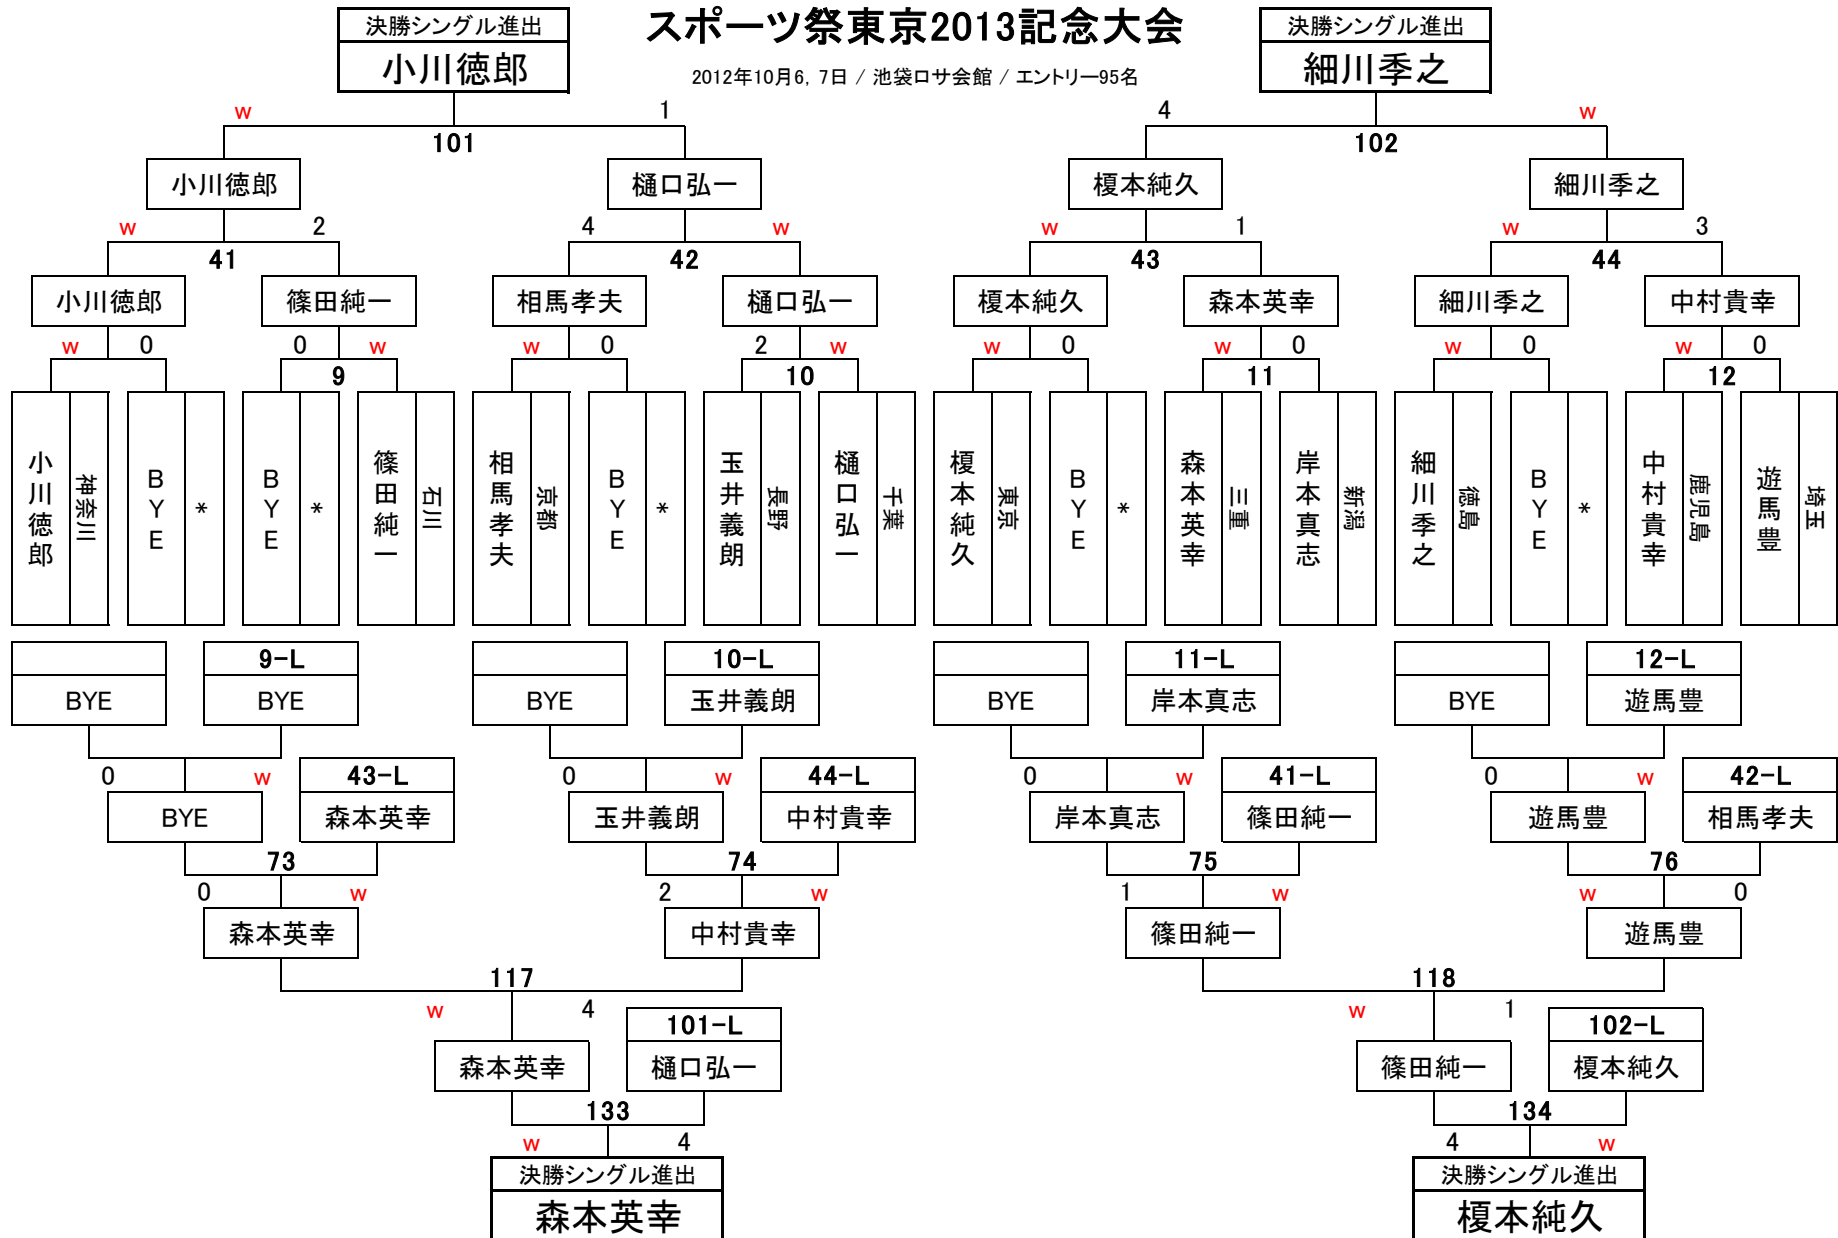 スポーツ祭東京2013記念大会
2012年10月6, 7日 / 池袋ロサ会館 / エントリー95名
決勝シングル進出 決勝シングル進出
小川徳郎 細川季之
w 1 4 w
101 102
小川徳郎 樋口弘一 榎本純久 細川季之
w 2 4 w w 1 w 3
41 42 43 44
小川徳郎 篠田純一 相馬孝夫 樋口弘一 榎本純久 森本英幸 細川季之 中村貴幸
w 0 0 w w 0 2 w w 0 w 0 w 0 w 0
9 10 11 12
小川徳郎 神奈川
BYE *
BYE *
篠田純一 石川
相馬孝夫 京都
BYE *
玉井義朗 長野
樋口弘一 千葉
榎本純久 東京
BYE *
森本英幸 三重
岸本真志 新潟
細川季之 徳島
BYE *
中村貴幸 鹿児島
遊馬豊 埼玉
9-L 10-L 11-L 12-L
BYE BYE BYE 玉井義朗 BYE 岸本真志 BYE 遊馬豊
0 w 43-L 0 w 44-L 0 w 41-L 0 w 42-L
BYE 森本英幸 玉井義朗 中村貴幸 岸本真志 篠田純一 遊馬豊 相馬孝夫
73 74 75 76
0 w 2 w 1 w w 0
森本英幸 中村貴幸 篠田純一 遊馬豊
117 118
w 4 101-L w 1 102-L
森本英幸 樋口弘一 篠田純一 榎本純久
133 134
w 4 4 w
決勝シングル進出 決勝シングル進出
森本英幸 榎本純久